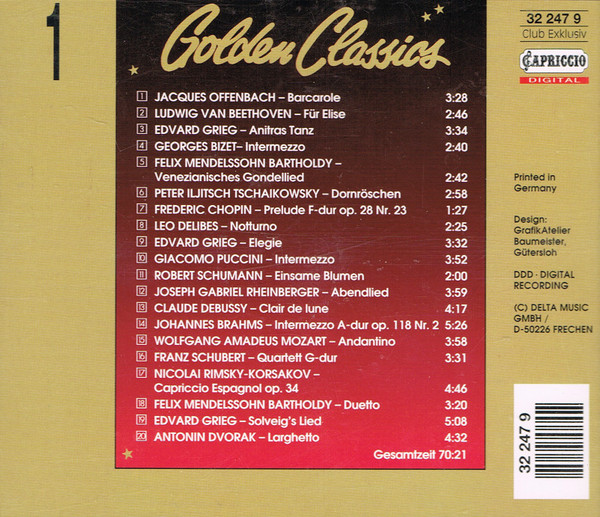 1
Golden Classics
32 247 9
Club Exklusiv
CAPRICCIO
DIGITAL
1 JACQUES OFFENBACH – Barcarole 3:28
2 LUDWIG VAN BEETHOVEN – Für Elise 2:46
3 EDVARD GRIEG – Anitras Tanz 3:34
4 GEORGES BIZET– Intermezzo 2:40
5 FELIX MENDELSSOHN BARTHOLDY –
Venezianisches Gondellied 2:42
6 PETER ILJITSCH TSCHAIKOWSKY – Dornröschen 2:58
7 FREDERIC CHOPIN – Prelude F-dur op. 28 Nr. 23 1:27
8 LEO DELIBES – Notturno 2:25
9 EDVARD GRIEG – Elegie 3:32
10 GIACOMO PUCCINI – Intermezzo 3:52
11 ROBERT SCHUMANN – Einsame Blumen 2:00
12 JOSEPH GABRIEL RHEINBERGER – Abendlied 3:59
13 CLAUDE DEBUSSY – Clair de lune 4:17
14 JOHANNES BRAHMS – Intermezzo A-dur op. 118 Nr. 2 5:26
15 WOLFGANG AMADEUS MOZART – Andantino 3:58
16 FRANZ SCHUBERT – Quartett G-dur 3:31
17 NICOLAI RIMSKY-KORSAKOV –
Capriccio Espagnol op. 34 4:46
18 FELIX MENDELSSOHN BARTHOLDY – Duetto 3:20
19 EDVARD GRIEG – Solveig's Lied 5:08
20 ANTONIN DVORAK – Larghetto 4:32
Gesamtzeit 70:21
Printed in
Germany
Design:
GrafikAtelier
Baumeister,
Gütersloh
DDD · DIGITAL
RECORDING
(C) DELTA MUSIC
GMBH /
D-50226 FRECHEN
32 247 9